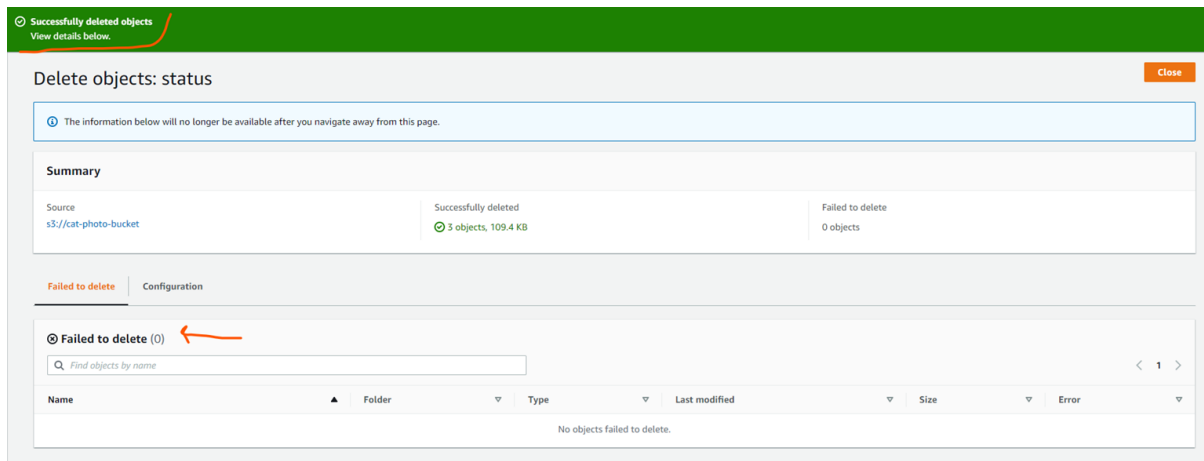 Successfully deleted objects
View details below.
Delete objects: status
Close
The information below will no longer be available after you navigate away from this page.
Summary
Source
s3://cat-photo-bucket
Successfully deleted
3 objects, 109.4 KB
Failed to delete
0 objects
Failed to delete
Configuration
Failed to delete (0)
Find objects by name
1
Name Folder Type Last modified Size Error
No objects failed to delete.